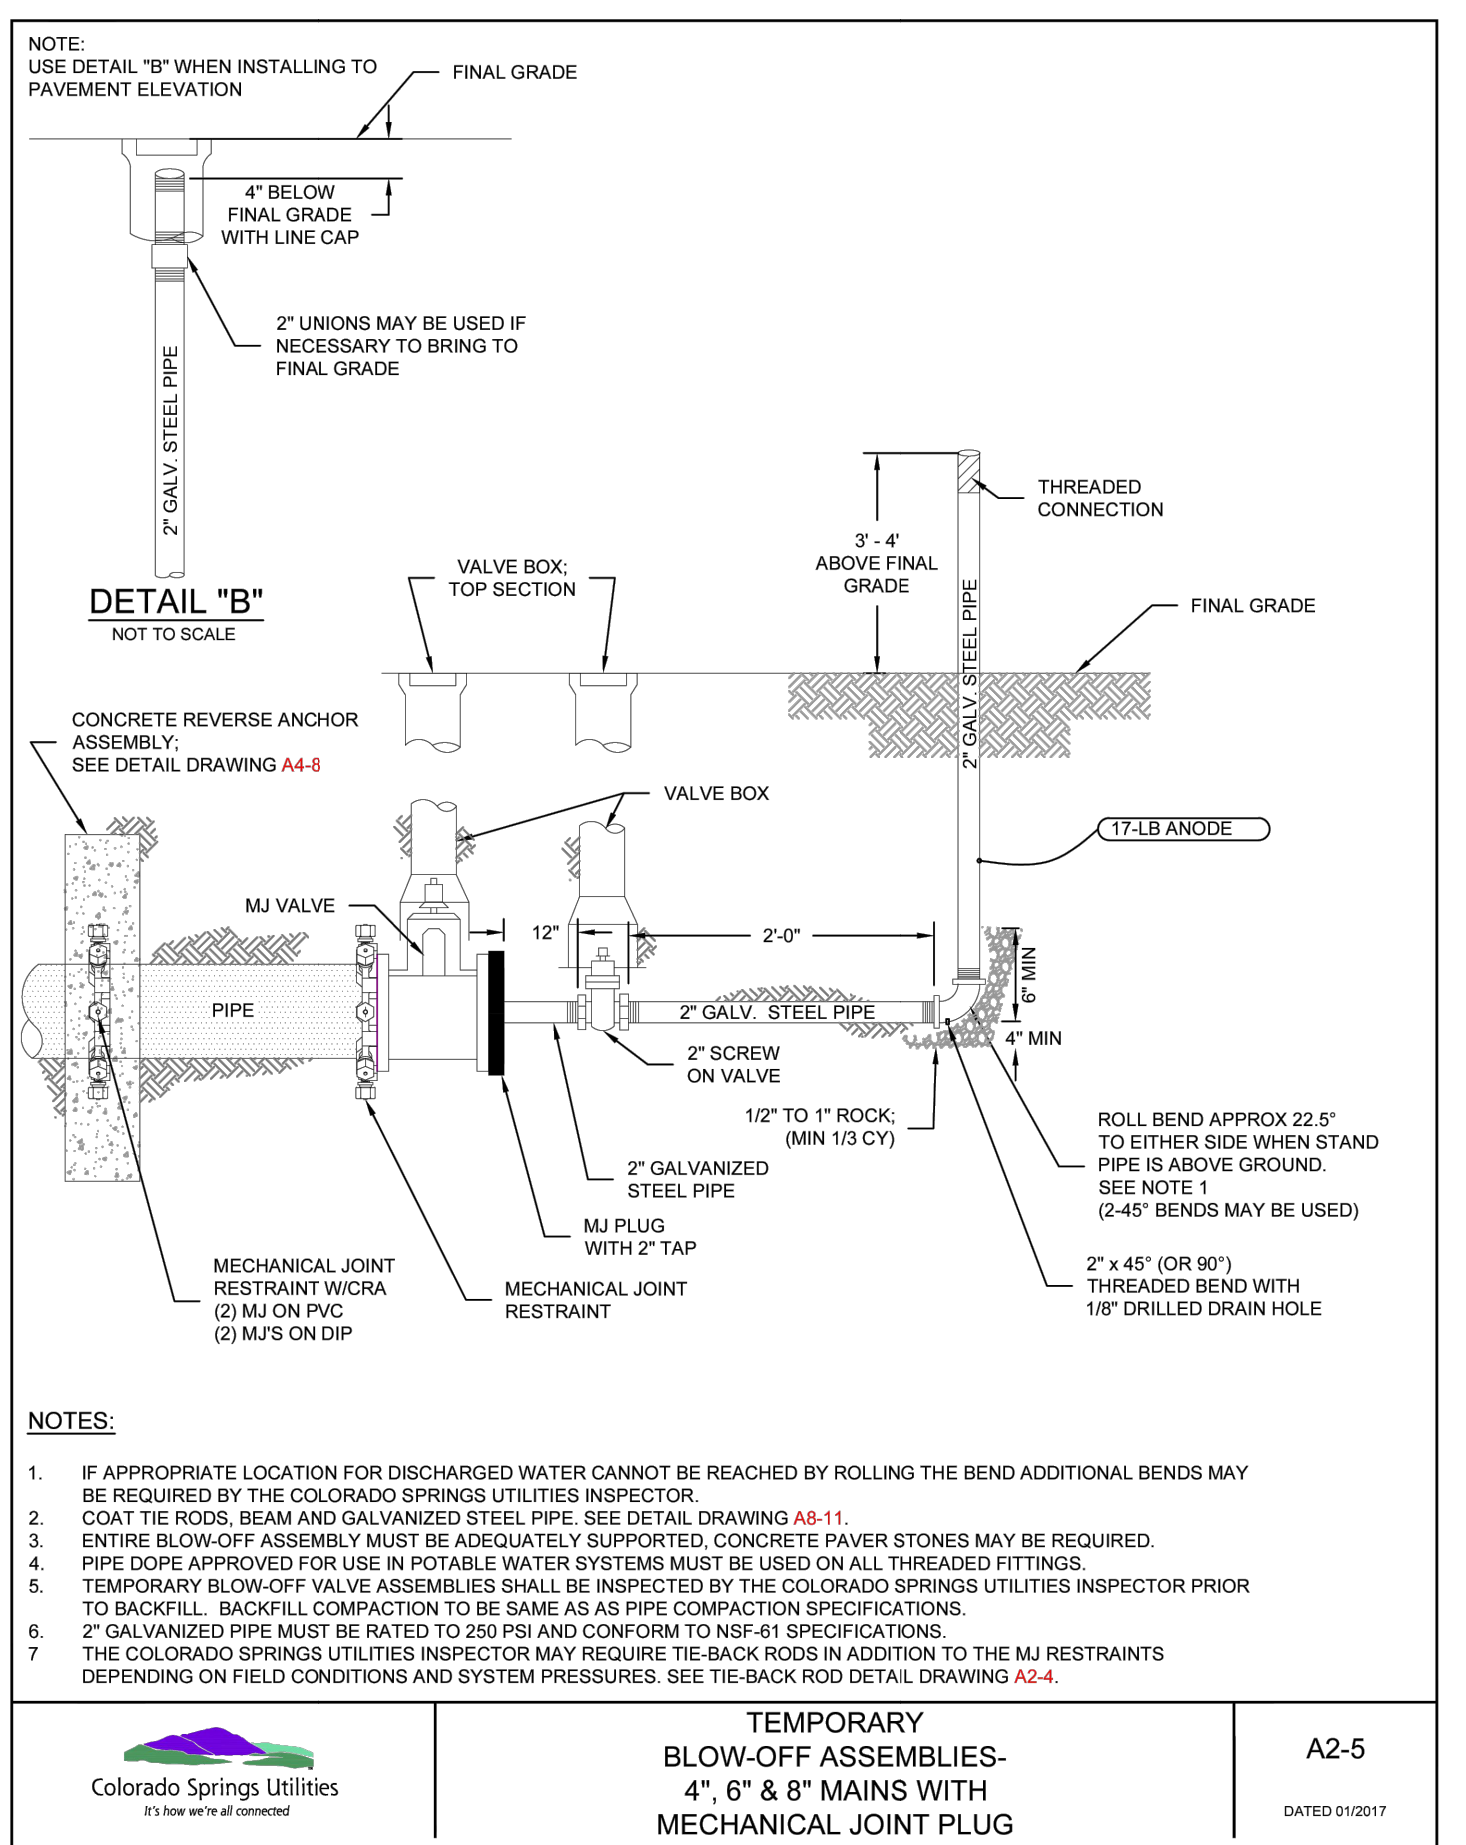 NOTE:
USE DETAIL "B" WHEN INSTALLING TO
PAVEMENT ELEVATION
FINAL GRADE
4" BELOW
FINAL GRADE
WITH LINE CAP
2" UNIONS MAY BE USED IF
NECESSARY TO BRING TO
FINAL GRADE
2" GALV. STEEL PIPE
DETAIL "B"
NOT TO SCALE
THREADED
CONNECTION
3' - 4'
ABOVE FINAL
GRADE
VALVE BOX;
TOP SECTION
FINAL GRADE
2" GALV. STEEL PIPE
CONCRETE REVERSE ANCHOR
ASSEMBLY;
SEE DETAIL DRAWING A4-8
VALVE BOX
17-LB ANODE
MJ VALVE
12"
2'-0"
6" MIN
PIPE
2" GALV. STEEL PIPE
4" MIN
2" SCREW
ON VALVE
1/2" TO 1" ROCK;
(MIN 1/3 CY)
ROLL BEND APPROX 22.5°
TO EITHER SIDE WHEN STAND
PIPE IS ABOVE GROUND.
SEE NOTE 1
(2-45° BENDS MAY BE USED)
2" GALVANIZED
STEEL PIPE
MJ PLUG
WITH 2" TAP
MECHANICAL JOINT
RESTRAINT W/CRA
(2) MJ ON PVC
(2) MJ'S ON DIP
MECHANICAL JOINT
RESTRAINT
2" x 45° (OR 90°)
THREADED BEND WITH
1/8" DRILLED DRAIN HOLE
NOTES:
1. IF APPROPRIATE LOCATION FOR DISCHARGED WATER CANNOT BE REACHED BY ROLLING THE BEND ADDITIONAL BENDS MAY
BE REQUIRED BY THE COLORADO SPRINGS UTILITIES INSPECTOR.
2. COAT TIE RODS, BEAM AND GALVANIZED STEEL PIPE. SEE DETAIL DRAWING A8-11.
3. ENTIRE BLOW-OFF ASSEMBLY MUST BE ADEQUATELY SUPPORTED, CONCRETE PAVER STONES MAY BE REQUIRED.
4. PIPE DOPE APPROVED FOR USE IN POTABLE WATER SYSTEMS MUST BE USED ON ALL THREADED FITTINGS.
5. TEMPORARY BLOW-OFF VALVE ASSEMBLIES SHALL BE INSPECTED BY THE COLORADO SPRINGS UTILITIES INSPECTOR PRIOR
TO BACKFILL. BACKFILL COMPACTION TO BE SAME AS AS PIPE COMPACTION SPECIFICATIONS.
6. 2" GALVANIZED PIPE MUST BE RATED TO 250 PSI AND CONFORM TO NSF-61 SPECIFICATIONS.
7 THE COLORADO SPRINGS UTILITIES INSPECTOR MAY REQUIRE TIE-BACK RODS IN ADDITION TO THE MJ RESTRAINTS
DEPENDING ON FIELD CONDITIONS AND SYSTEM PRESSURES. SEE TIE-BACK ROD DETAIL DRAWING A2-4.
Colorado Springs Utilities
It's how we're all connected
TEMPORARY
BLOW-OFF ASSEMBLIES-
4", 6" & 8" MAINS WITH
MECHANICAL JOINT PLUG
A2-5
DATED 01/2017